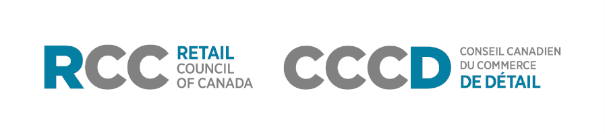 RCC
RETAIL
COUNCIL
OF CANADA
CCCD
CONSEIL CANADIEN
DU COMMERCE
DE DÉTAIL